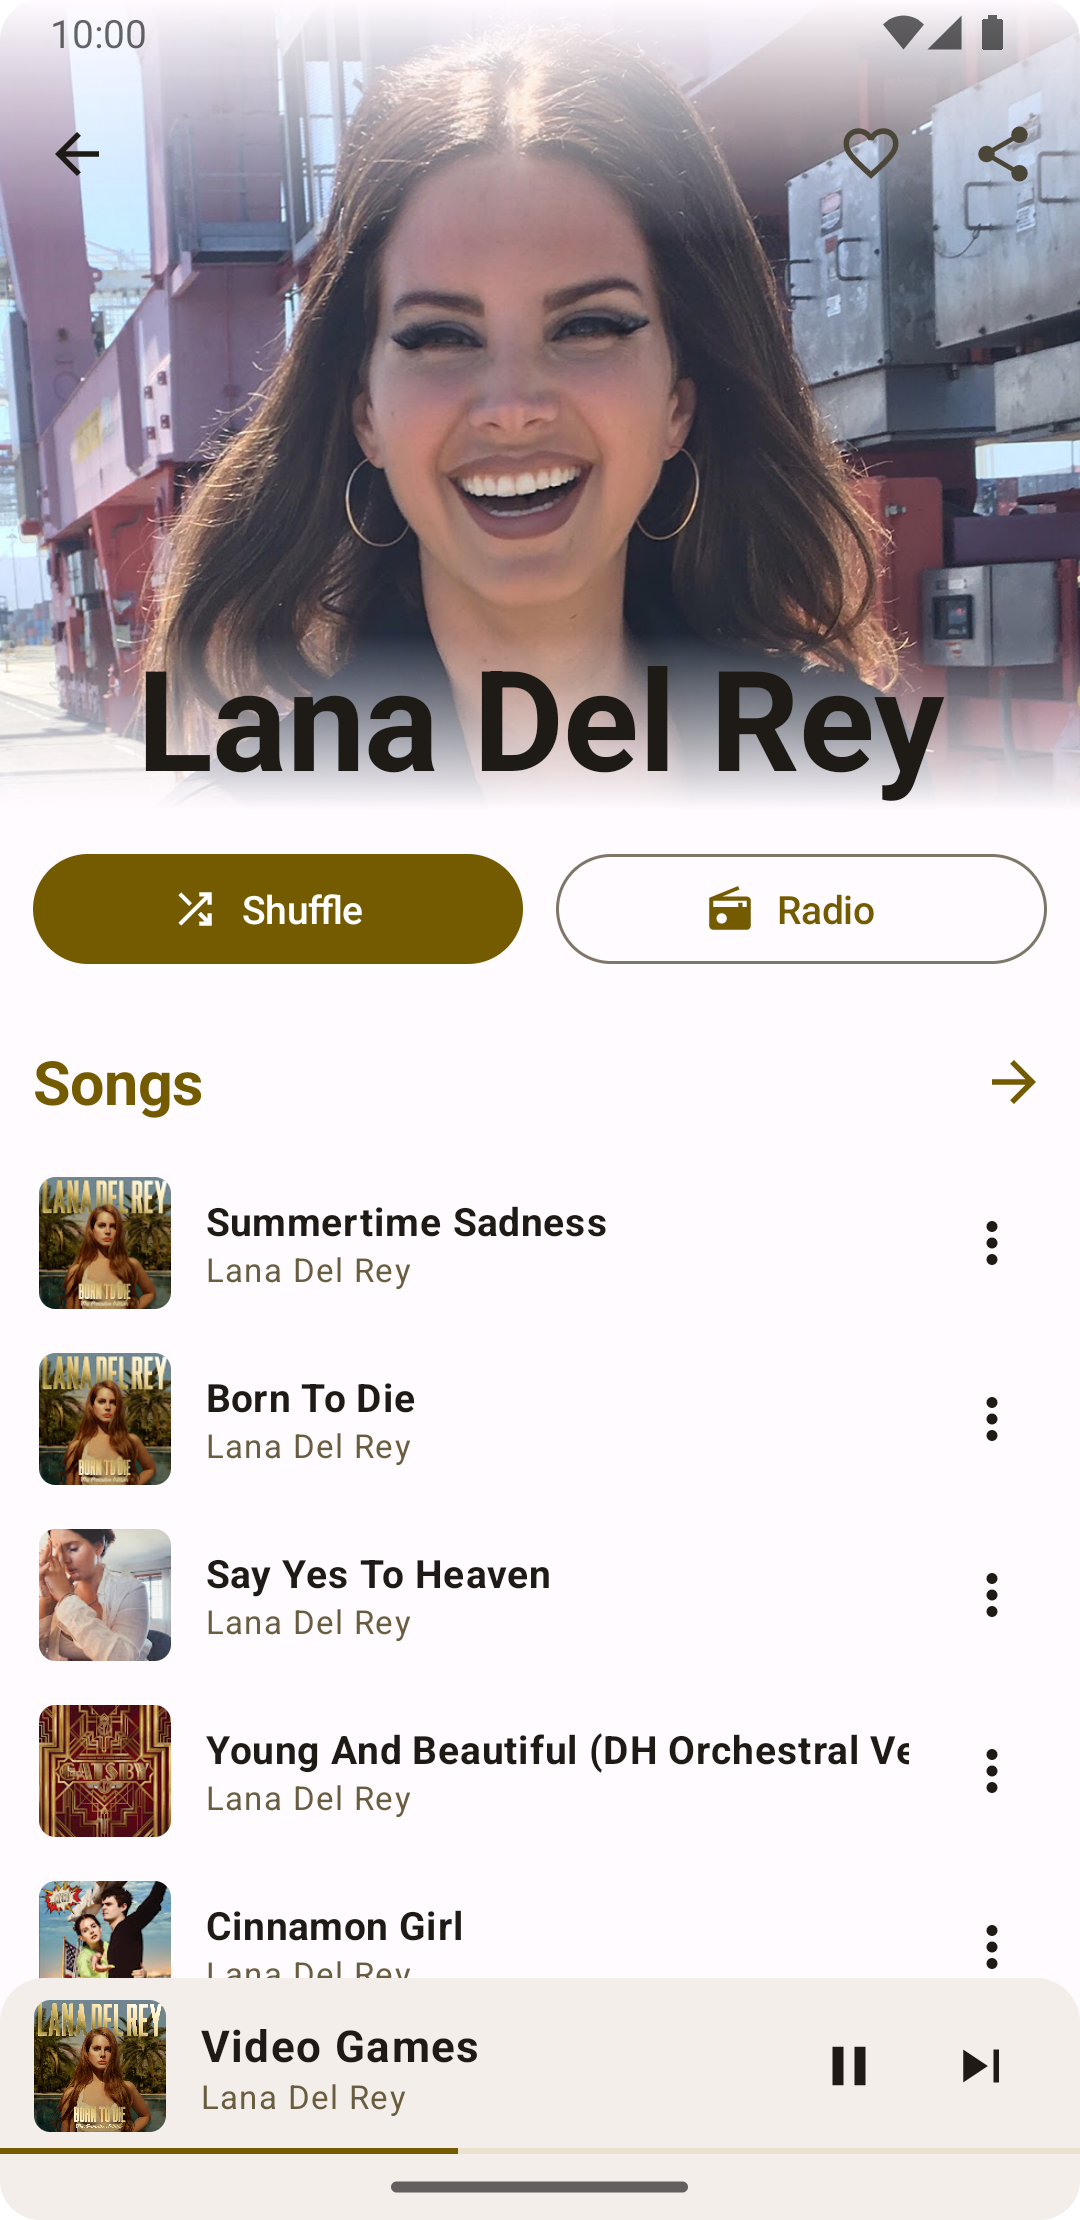 10:00
Lana Del Rey
Shuffle
Radio
Songs
LANA DEL REY
BORN TO DIE
Summertime Sadness
Lana Del Rey
LANA DEL REY
BORN TO DIE
Born To Die
Lana Del Rey
Say Yes To Heaven
Lana Del Rey
GATSBY
Young And Beautiful (DH Orchestral Ve
Lana Del Rey
Cinnamon Girl
Lana Del Rey
LANA DEL REY
BORN TO DIE
Video Games
Lana Del Rey